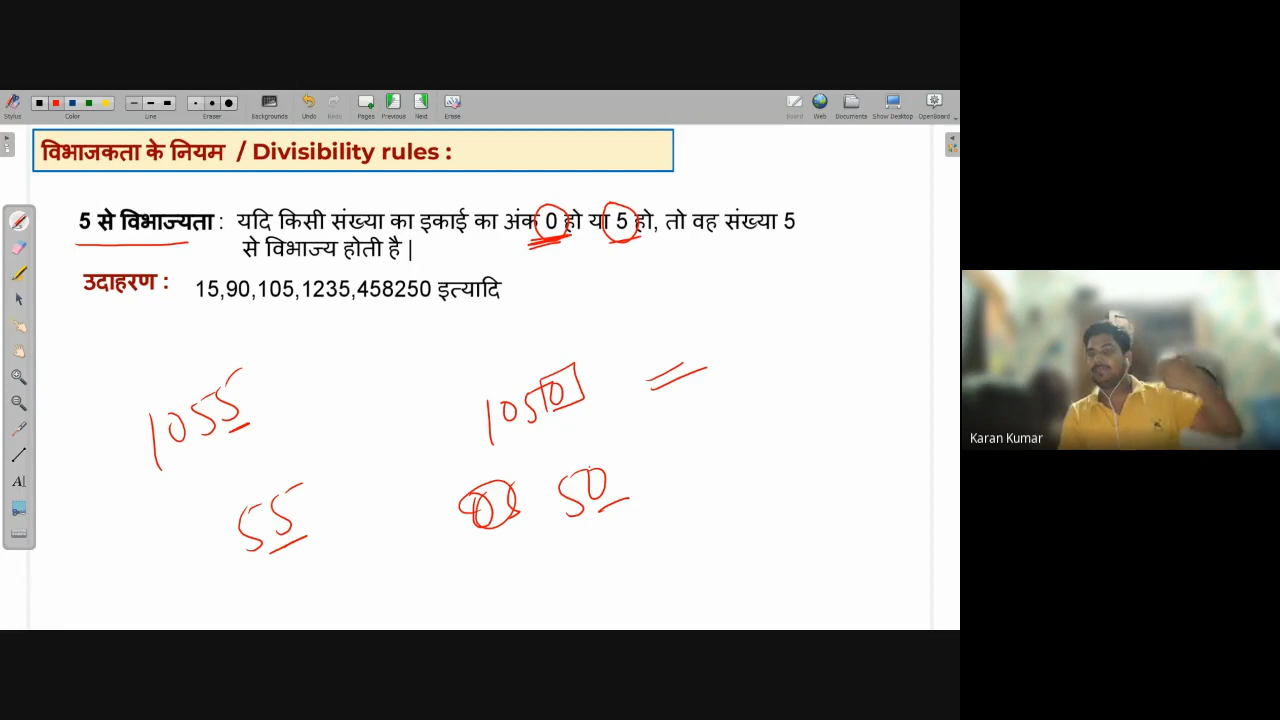 Stylus Color Line Eraser Backgrounds Undo Redo Pages Previous Next Erase Board Web Documents Show Desktop OpenBoard
विभाजकता के नियम / Divisibility rules :
5 से विभाज्यता : यदि किसी संख्या का इकाई का अंक 0 हो या 5 हो, तो वह संख्या 5
से विभाज्य होती है |
उदाहरण : 15,90,105,1235,458250 इत्यादि
1055 1050
55 50
Karan Kumar